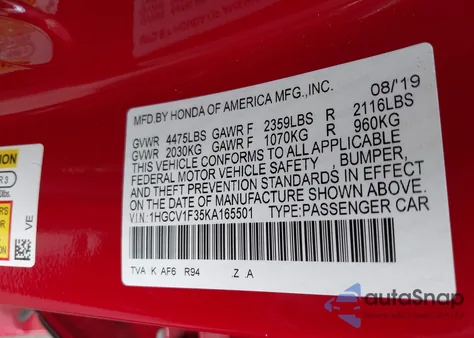 MFD.BY HONDA OF AMERICA MFG.,INC. 08/'19
GVWR 4475LBS GAWR F 2359LBS R 2116LBS
GVWR 2030KG GAWR F 1070KG R 960KG
THIS VEHICLE CONFORMS TO ALL APPLICABLE
FEDERAL MOTOR VEHICLE SAFETY , BUMPER,
AND THEFT PREVENTION STANDARDS IN EFFECT
ON THE DATE OF MANUFACTURE SHOWN ABOVE.
V.I.N.:1HGCV1F35KA165501 TYPE:PASSENGER CAR
TVA K AF6 R94 .Z .A
VE
autoSnap